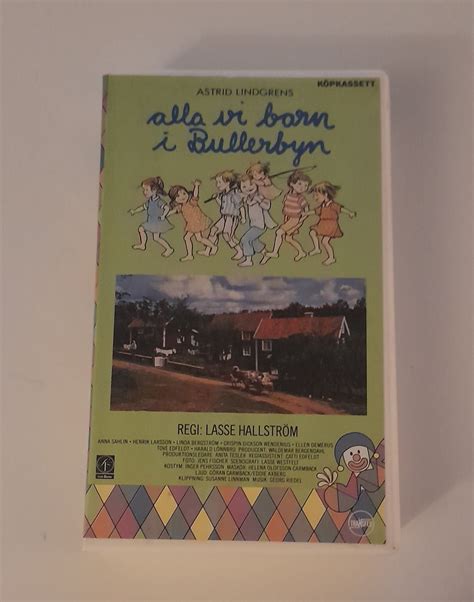 KÖPKASSETT
ASTRID LINDGRENS
alla vi barn
i Bullerbyn
REGI: LASSE HALLSTRÖM
ANNA SAHLIN • HENRIK LARSSON • LINDA BERGSTRÖM • CRISPIN DICKSON WENDENIUS • ELLEN DEMÉRUS
TOVE EDFELDT • HARALD LÖNNBRO PRODUCENT: WALDEMAR BERGENDAHL
PRODUKTIONSLEDARE: ANITA TESLER REGIASSISTENT: CATTI EDFELDT
FOTO: JENS FISCHER SCENOGRAFI: LASSE WESTFELT
KOSTYM: INGER PEHRSSON MASKÖR: HELENA OLOFSSON CARMBACK
LJUD: GÖRAN CARMBACK/EDDIE AXBERG
KLIPPNING: SUSANNE LINNMAN MUSIK: GEORG RIEDEL